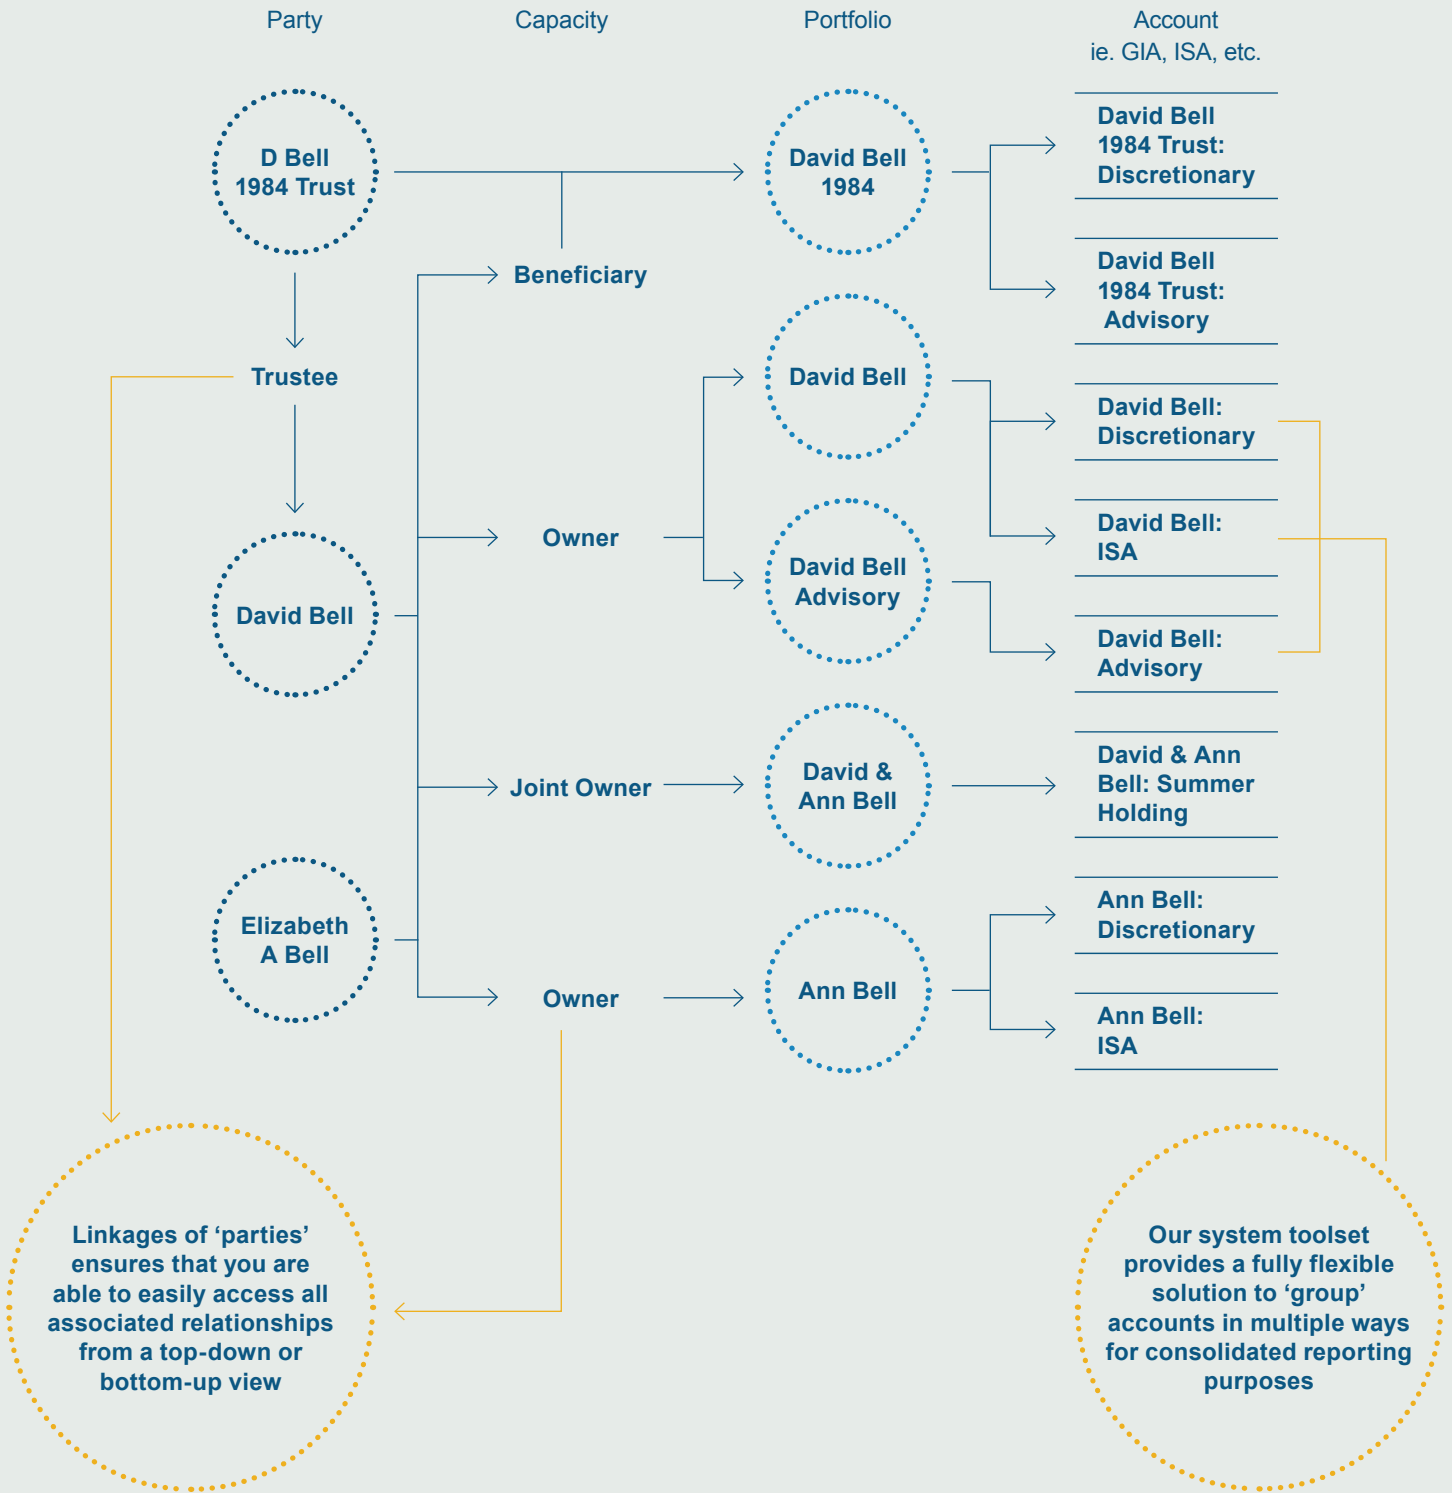 Party
Capacity
Portfolio
Account
ie. GIA, ISA, etc.
D Bell
1984 Trust
David Bell
1984
David Bell
1984 Trust:
Discretionary
Beneficiary
David Bell
1984 Trust:
Advisory
Trustee
David Bell
David Bell:
Discretionary
Owner
David Bell:
ISA
David Bell
Advisory
David Bell
David Bell:
Advisory
Joint Owner
David &
Ann Bell
David & Ann
Bell: Summer
Holding
Elizabeth
A Bell
Ann Bell:
Discretionary
Owner
Ann Bell
Ann Bell:
ISA
Linkages of ‘parties’
ensures that you are
able to easily access all
associated relationships
from a top-down or
bottom-up view
Our system toolset
provides a fully flexible
solution to ‘group’
accounts in multiple ways
for consolidated reporting
purposes